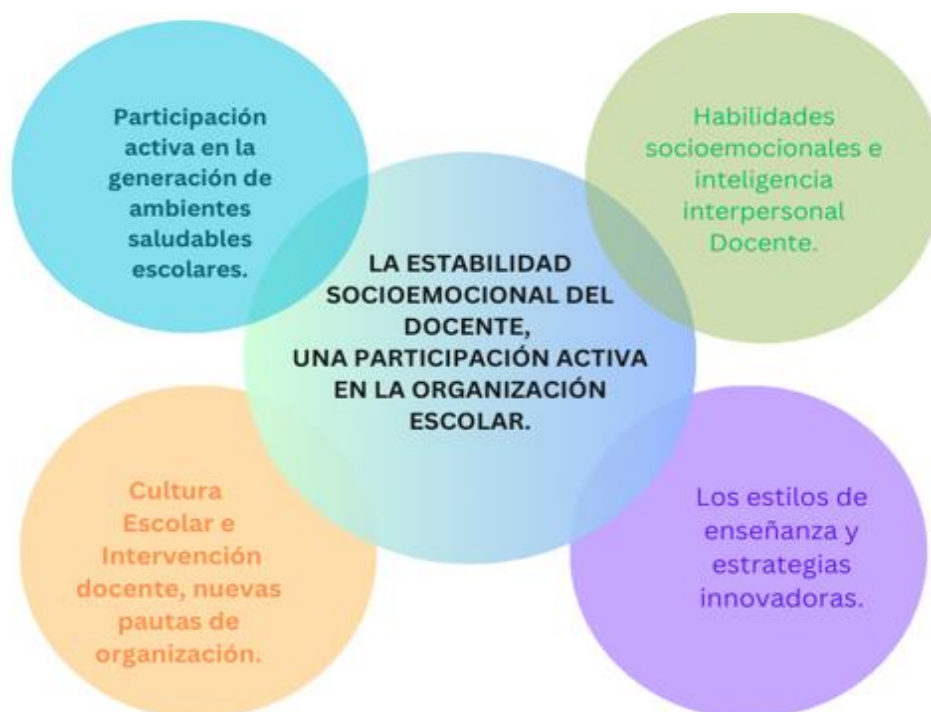 Participación
activa en la
generación de
ambientes
saludables
escolares.
Habilidades
socioemocionales e
inteligencia
interpersonal
Docente.
LA ESTABILIDAD
SOCIOEMOCIONAL DEL
DOCENTE,
UNA PARTICIPACIÓN ACTIVA
EN LA ORGANIZACIÓN
ESCOLAR.
Cultura
Escolar e
Intervención
docente, nuevas
pautas de
organización.
Los estilos de
enseñanza y
estrategias
innovadoras.